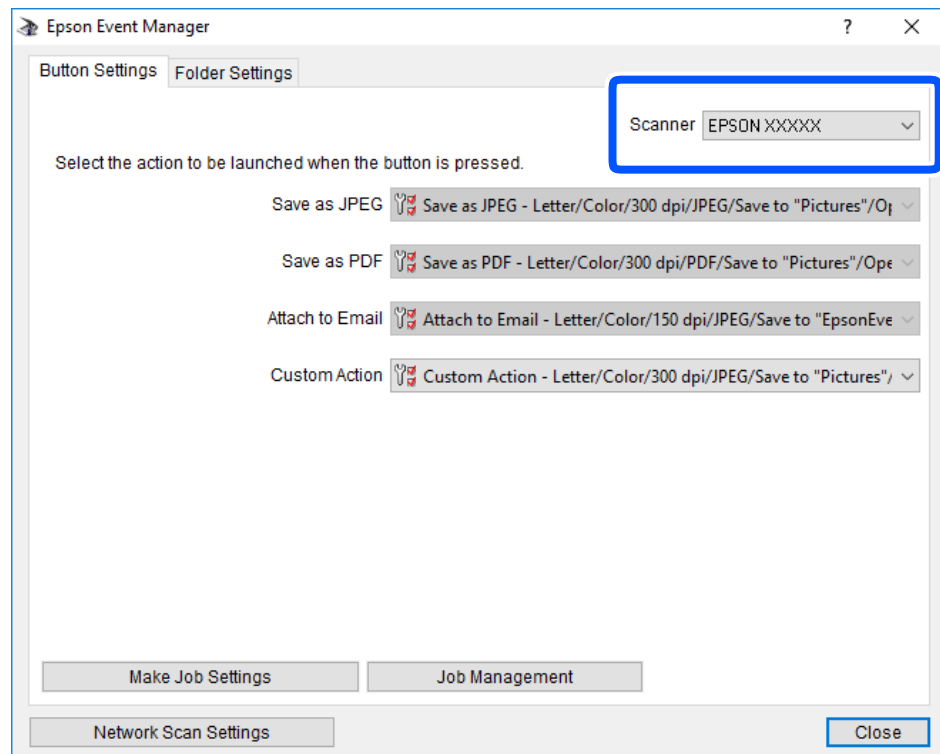 Epson Event Manager
?
Button Settings
Folder Settings
Scanner EPSON XXXXX
Select the action to be launched when the button is pressed.
Save as JPEG Save as JPEG - Letter/Color/300 dpi/JPEG/Save to "Pictures"/Op
Save as PDF Save as PDF - Letter/Color/300 dpi/PDF/Save to "Pictures"/Ope
Attach to Email Attach to Email - Letter/Color/150 dpi/JPEG/Save to "EpsonEve
Custom Action Custom Action - Letter/Color/300 dpi/JPEG/Save to "Pictures"/
Make Job Settings Job Management
Network Scan Settings Close